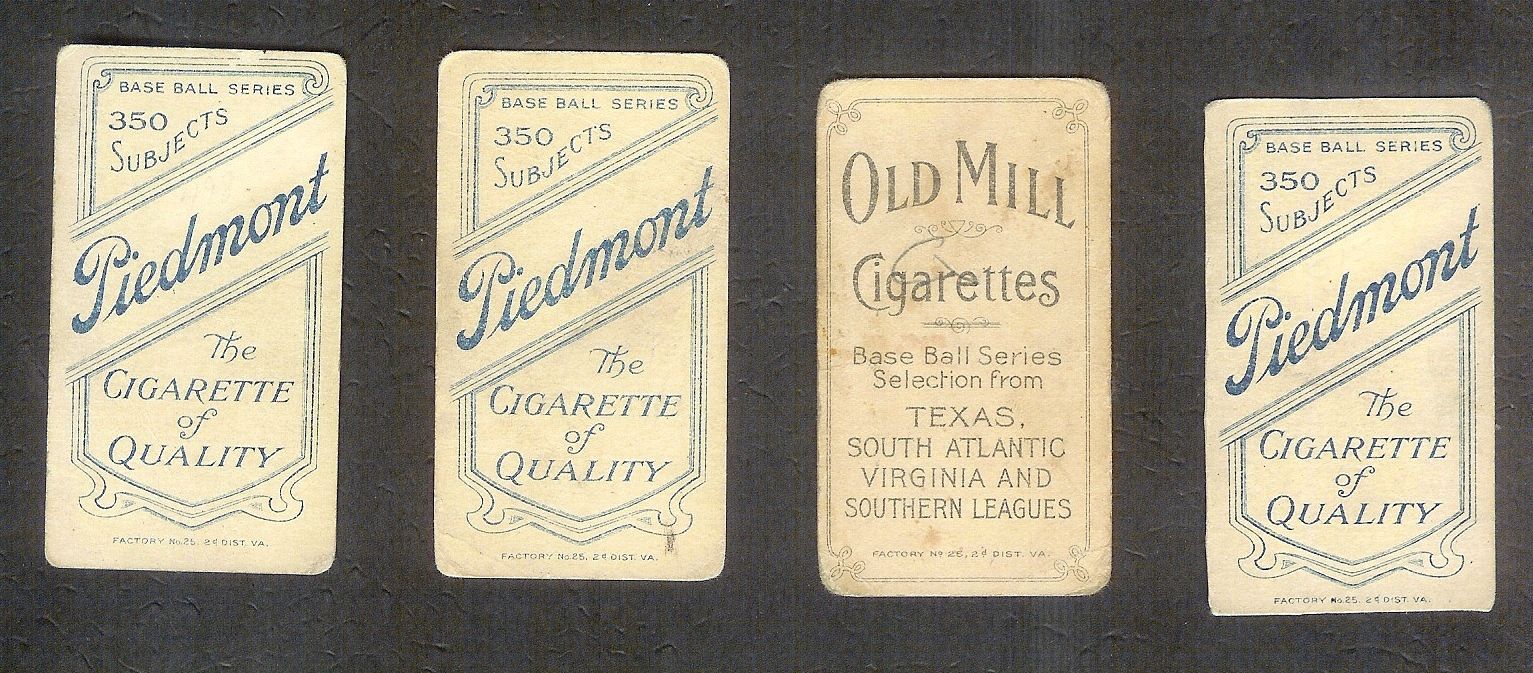 BASE BALL SERIES
350
SUBJECTS
Piedmont
The
CIGARETTE
of
QUALITY
FACTORY No.25. 2d DIST. VA.
BASE BALL SERIES
350
SUBJECTS
Piedmont
The
CIGARETTE
of
QUALITY
FACTORY No.25. 2d DIST. VA.
OLD MILL
Cigarettes
Base Ball Series
Selection from
TEXAS,
SOUTH ATLANTIC
VIRGINIA AND
SOUTHERN LEAGUES
FACTORY No 25, 2d DIST. VA.
BASE BALL SERIES
350
SUBJECTS
Piedmont
The
CIGARETTE
of
QUALITY
FACTORY No.25. 2d DIST. VA.